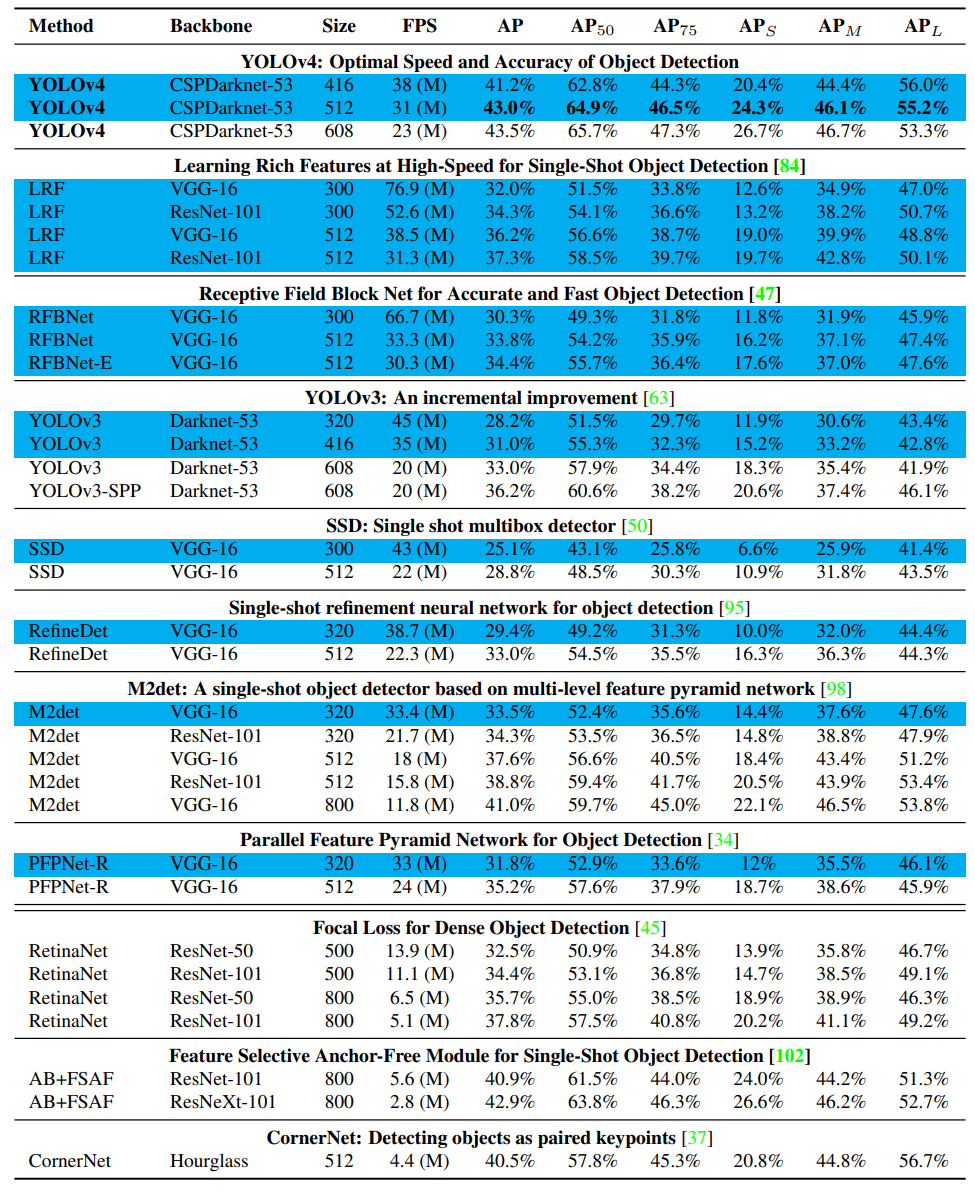 Method Backbone Size FPS AP AP50 AP75 APS APM APL
YOLOv4: Optimal Speed and Accuracy of Object Detection
YOLOv4 CSPDarknet-53 416 38 (M) 41.2% 62.8% 44.3% 20.4% 44.4% 56.0%
YOLOv4 CSPDarknet-53 512 31 (M) 43.0% 64.9% 46.5% 24.3% 46.1% 55.2%
YOLOv4 CSPDarknet-53 608 23 (M) 43.5% 65.7% 47.3% 26.7% 46.7% 53.3%
Learning Rich Features at High-Speed for Single-Shot Object Detection [84]
LRF VGG-16 300 76.9 (M) 32.0% 51.5% 33.8% 12.6% 34.9% 47.0%
LRF ResNet-101 300 52.6 (M) 34.3% 54.1% 36.6% 13.2% 38.2% 50.7%
LRF VGG-16 512 38.5 (M) 36.2% 56.6% 38.7% 19.0% 39.9% 48.8%
LRF ResNet-101 512 31.3 (M) 37.3% 58.5% 39.7% 19.7% 42.8% 50.1%
Receptive Field Block Net for Accurate and Fast Object Detection [47]
RFBNet VGG-16 300 66.7 (M) 30.3% 49.3% 31.8% 11.8% 31.9% 45.9%
RFBNet VGG-16 512 33.3 (M) 33.8% 54.2% 35.9% 16.2% 37.1% 47.4%
RFBNet-E VGG-16 512 30.3 (M) 34.4% 55.7% 36.4% 17.6% 37.0% 47.6%
YOLOv3: An incremental improvement [63]
YOLOv3 Darknet-53 320 45 (M) 28.2% 51.5% 29.7% 11.9% 30.6% 43.4%
YOLOv3 Darknet-53 416 35 (M) 31.0% 55.3% 32.3% 15.2% 33.2% 42.8%
YOLOv3 Darknet-53 608 20 (M) 33.0% 57.9% 34.4% 18.3% 35.4% 41.9%
YOLOv3-SPP Darknet-53 608 20 (M) 36.2% 60.6% 38.2% 20.6% 37.4% 46.1%
SSD: Single shot multibox detector [50]
SSD VGG-16 300 43 (M) 25.1% 43.1% 25.8% 6.6% 25.9% 41.4%
SSD VGG-16 512 22 (M) 28.8% 48.5% 30.3% 10.9% 31.8% 43.5%
Single-shot refinement neural network for object detection [95]
RefineDet VGG-16 320 38.7 (M) 29.4% 49.2% 31.3% 10.0% 32.0% 44.4%
RefineDet VGG-16 512 22.3 (M) 33.0% 54.5% 35.5% 16.3% 36.3% 44.3%
M2det: A single-shot object detector based on multi-level feature pyramid network [98]
M2det VGG-16 320 33.4 (M) 33.5% 52.4% 35.6% 14.4% 37.6% 47.6%
M2det ResNet-101 320 21.7 (M) 34.3% 53.5% 36.5% 14.8% 38.8% 47.9%
M2det VGG-16 512 18 (M) 37.6% 56.6% 40.5% 18.4% 43.4% 51.2%
M2det ResNet-101 512 15.8 (M) 38.8% 59.4% 41.7% 20.5% 43.9% 53.4%
M2det VGG-16 800 11.8 (M) 41.0% 59.7% 45.0% 22.1% 46.5% 53.8%
Parallel Feature Pyramid Network for Object Detection [34]
PFPNet-R VGG-16 320 33 (M) 31.8% 52.9% 33.6% 12% 35.5% 46.1%
PFPNet-R VGG-16 512 24 (M) 35.2% 57.6% 37.9% 18.7% 38.6% 45.9%
Focal Loss for Dense Object Detection [45]
RetinaNet ResNet-50 500 13.9 (M) 32.5% 50.9% 34.8% 13.9% 35.8% 46.7%
RetinaNet ResNet-101 500 11.1 (M) 34.4% 53.1% 36.8% 14.7% 38.5% 49.1%
RetinaNet ResNet-50 800 6.5 (M) 35.7% 55.0% 38.5% 18.9% 38.9% 46.3%
RetinaNet ResNet-101 800 5.1 (M) 37.8% 57.5% 40.8% 20.2% 41.1% 49.2%
Feature Selective Anchor-Free Module for Single-Shot Object Detection [102]
AB+FSAF ResNet-101 800 5.6 (M) 40.9% 61.5% 44.0% 24.0% 44.2% 51.3%
AB+FSAF ResNeXt-101 800 2.8 (M) 42.9% 63.8% 46.3% 26.6% 46.2% 52.7%
CornerNet: Detecting objects as paired keypoints [37]
CornerNet Hourglass 512 4.4 (M) 40.5% 57.8% 45.3% 20.8% 44.8% 56.7%